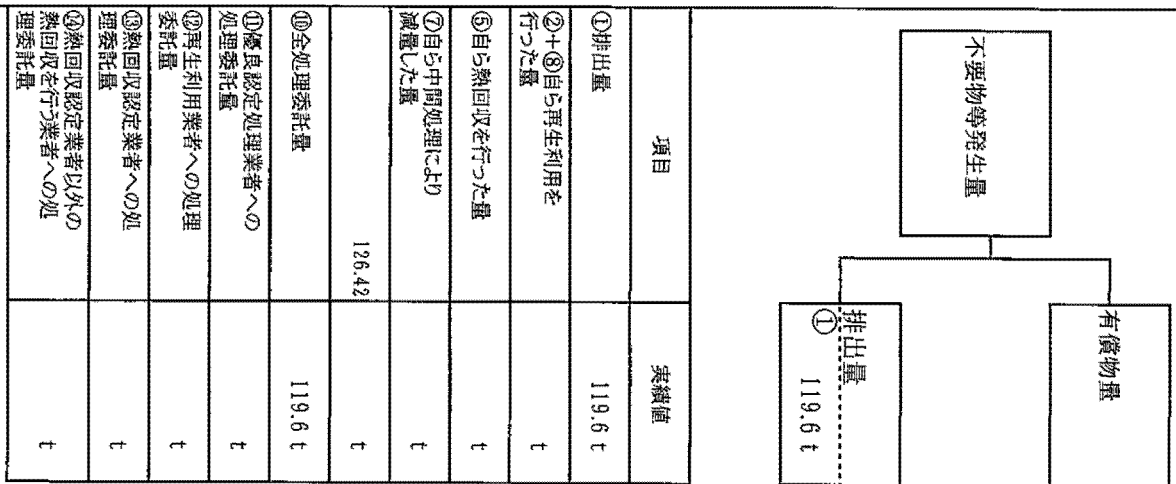 不要物等発生量
有償物量
排出量
① 119.6 t
項目 実績値
①排出量 119.6 t
②+⑧自ら再生利用を
行った量 t
⑤自ら熱回収を行った量 t
⑦自ら中間処理により
減量した量 t
126.42 t
⑩全処理委託量 119.6 t
⑪優良認定処理業者への
処理委託量 t
⑫再生利用業者への処理
委託量 t
⑬熱回収認定業者への処
理委託量 t
⑭熱回収認定業者以外の
熱回収を行う業者への処
理委託量 t